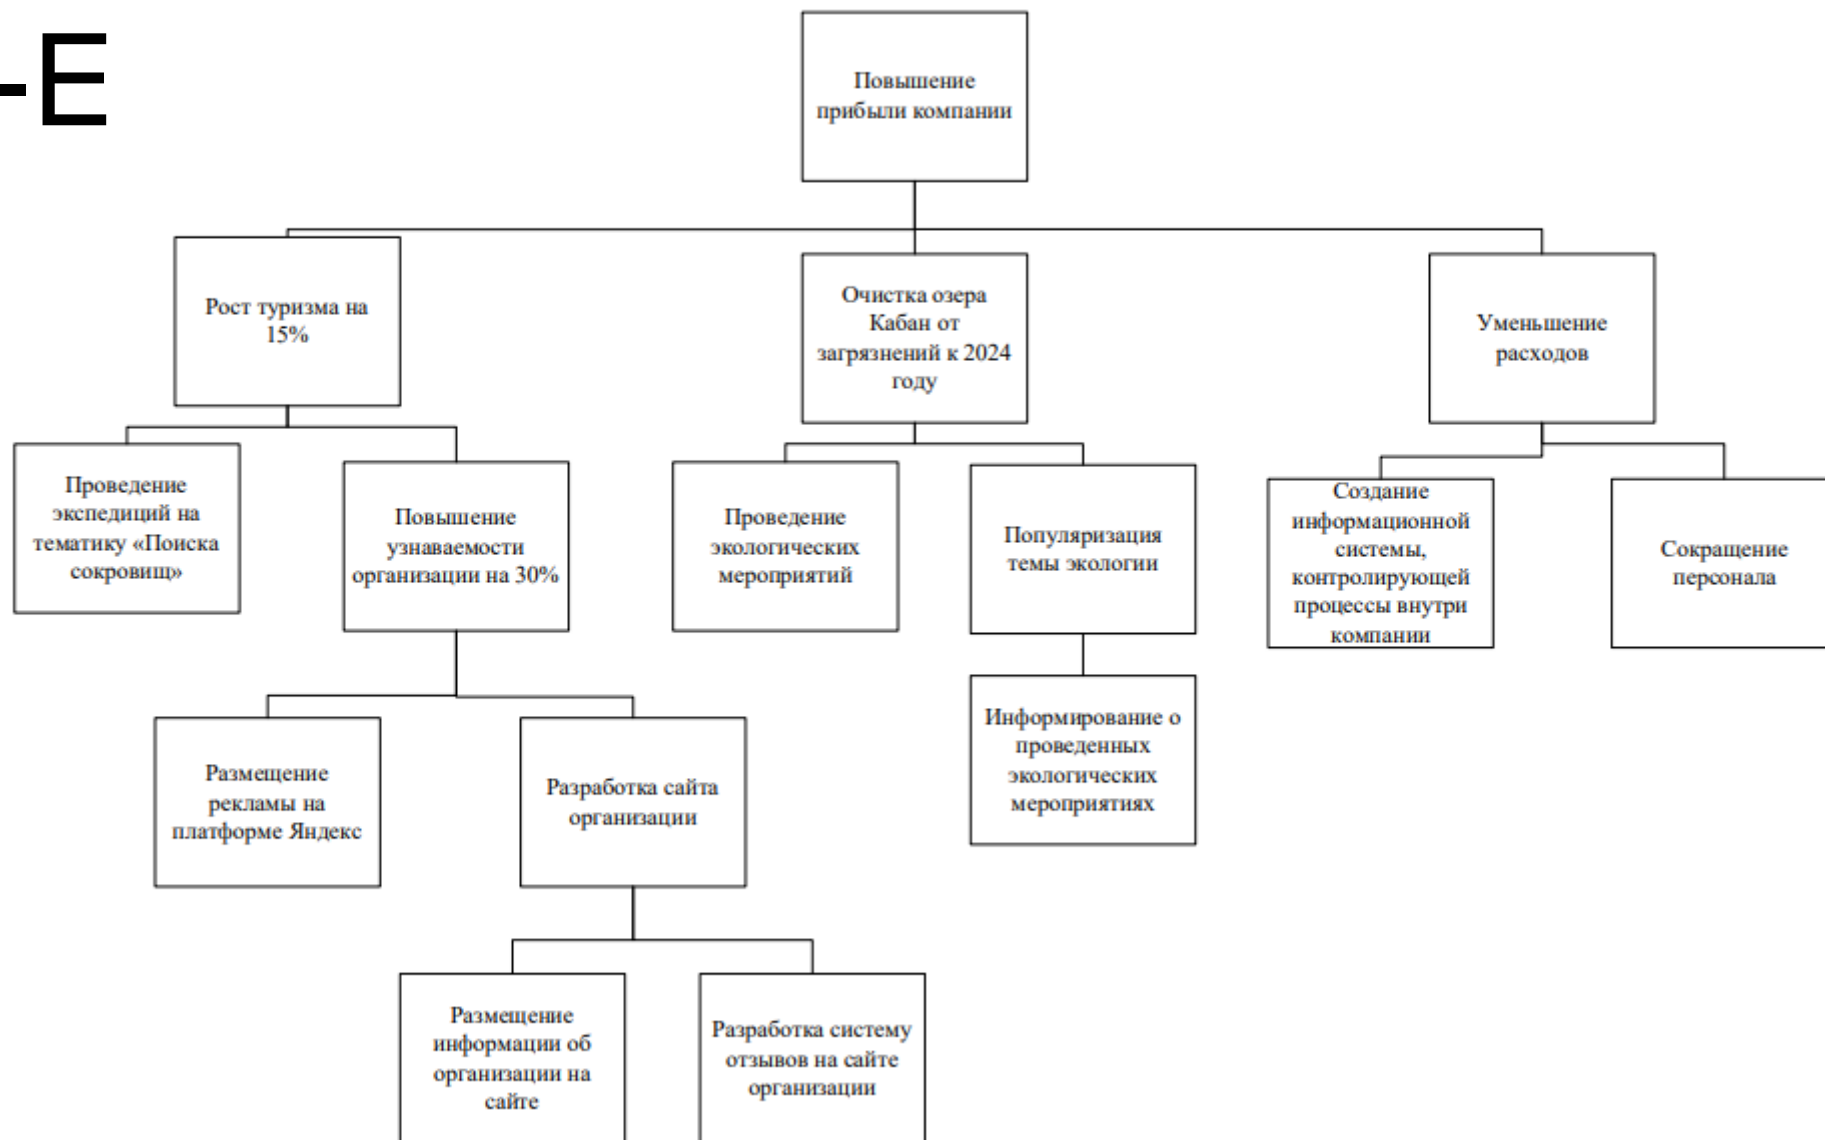 -E
Повышение
прибыли компании
Рост туризма на
15%
Очистка озера
Кабан от
загрязнений к 2024
году
Уменьшение
расходов
Проведение
экспедиций на
тематику «Поиска
сокровищ»
Повышение
узнаваемости
организации на 30%
Проведение
экологических
мероприятий
Популяризация
темы экологии
Создание
информационной
системы,
контролирующей
процессы внутри
компании
Сокращение
персонала
Размещение
рекламы на
платформе Яндекс
Разработка сайта
организации
Информирование о
проведенных
экологических
мероприятиях
Размещение
информации об
организации на
сайте
Разработка систему
отзывов на сайте
организации